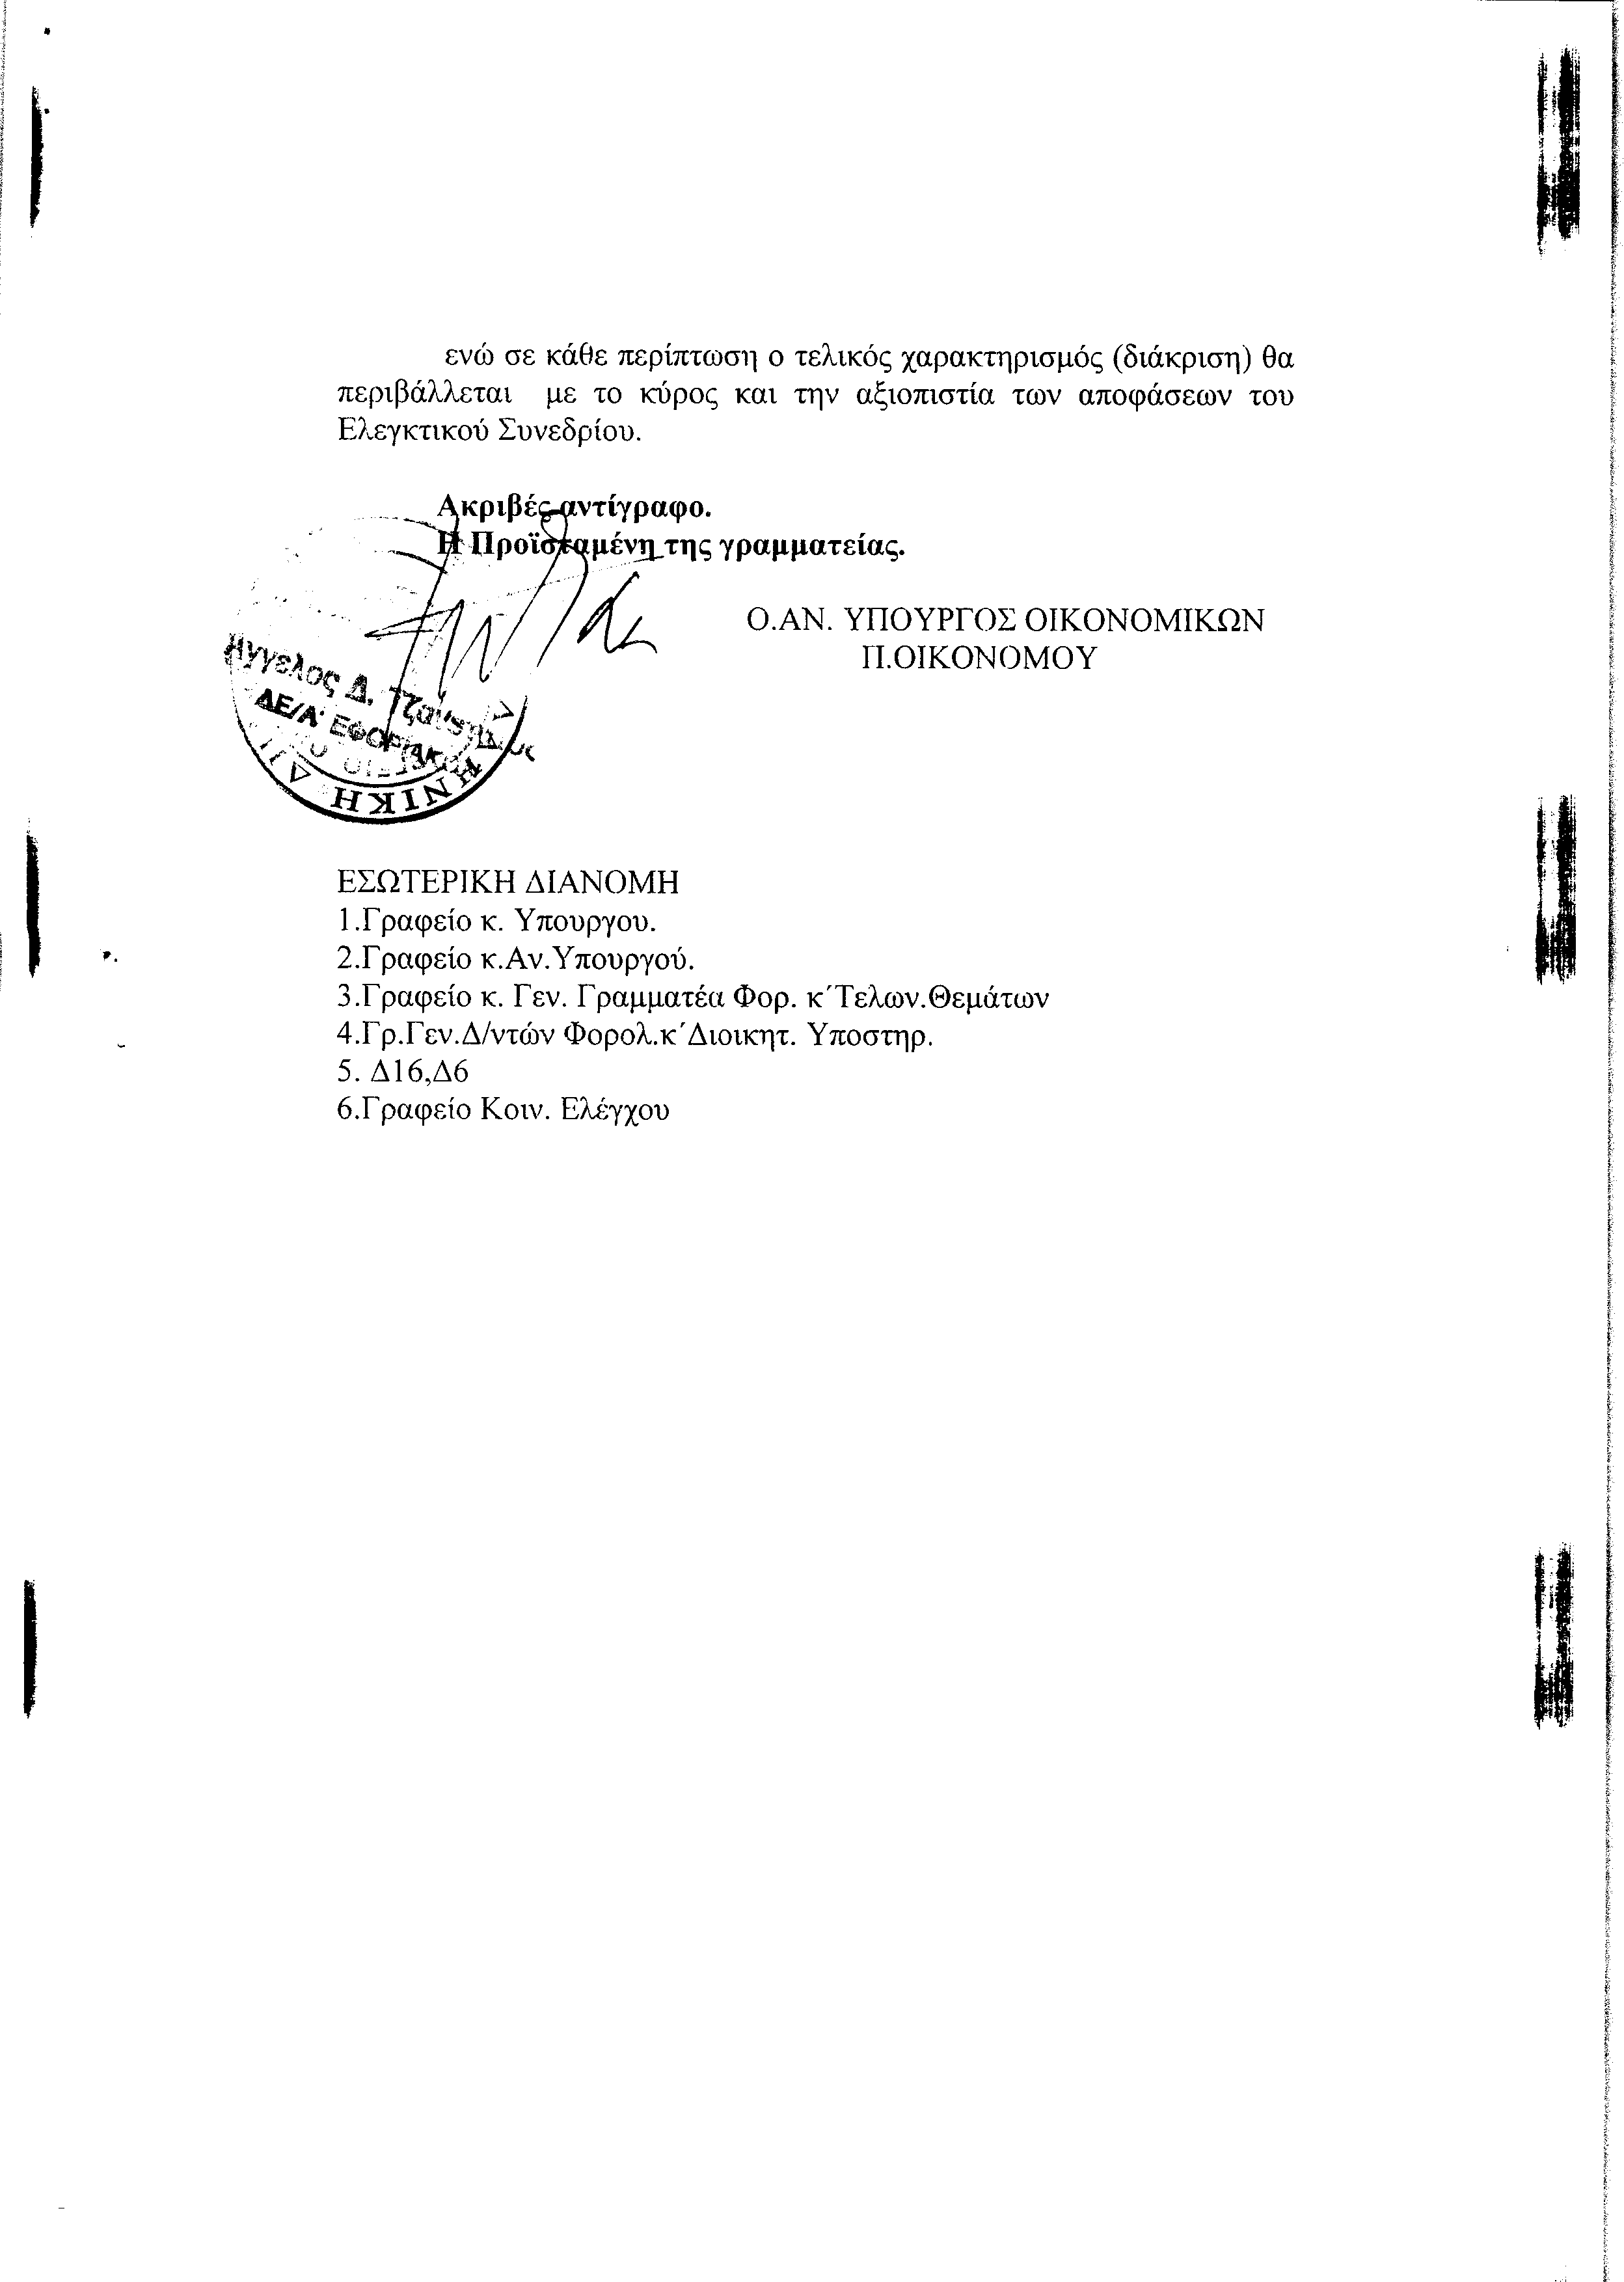 ενώ σε κάθε περίπτωση ο τελικός χαρακτηρισμός (διάκριση) θα
περιβάλλεται με το κύρος και την αξιοπιστία των αποφάσεων του
Ελεγκτικού Συνεδρίου.
Ακριβές αντίγραφο.
Η Προϊσταμένη της γραμματείας.
Ο.ΑΝ. ΥΠΟΥΡΓΟΣ ΟΙΚΟΝΟΜΙΚΩΝ
Π.ΟΙΚΟΝΟΜΟΥ
Δ.
ΔΕ/Α' ΕΦΟΡΙΑΚ
ΕΣΩΤΕΡΙΚΗ ΔΙΑΝΟΜΗ
1.Γραφείο κ. Υπουργου.
2.Γραφείο κ.Αν.Υπουργού.
3.Γραφείο κ. Γεν. Γραμματέα Φορ. κ΄Τελων.Θεμάτων
4.Γρ.Γεν.Δ/ντών Φορολ.κ΄Διοικητ. Υποστηρ.
5. Δ16,Δ6
6.Γραφείο Κοιν. Ελέγχου